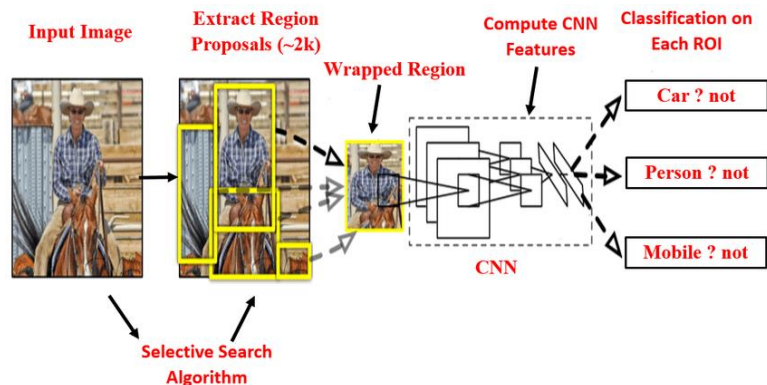 Input Image
Extract Region
Proposals (~2k)
Wrapped Region
Compute CNN
Features
Classification on
Each ROI
Car ? not
Person ? not
Mobile ? not
CNN
Selective Search
Algorithm